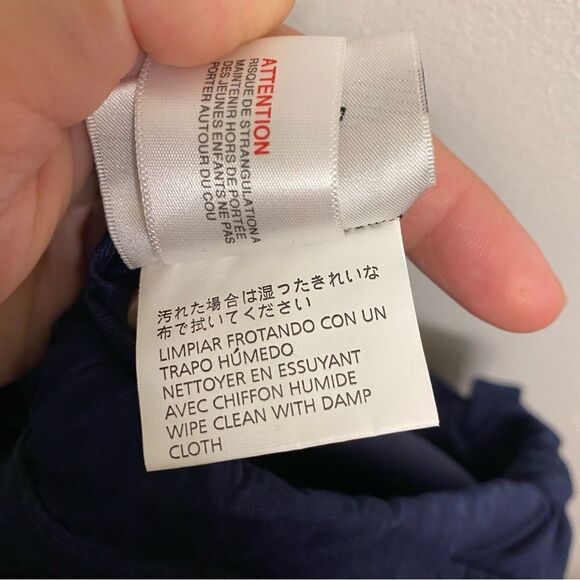 ATTENTION
RISQUE DE STRANGULATION A
MAINTENIR HORS DE PORTÉE
DES JEUNES ENFANTS NE PAS
PORTER AUTOUR DU COU
汚れた場合は湿ったきれいな
布で拭いてください
LIMPIAR FROTANDO CON UN
TRAPO HÚMEDO
NETTOYER EN ESSUYANT
AVEC CHIFFON HUMIDE
WIPE CLEAN WITH DAMP
CLOTH